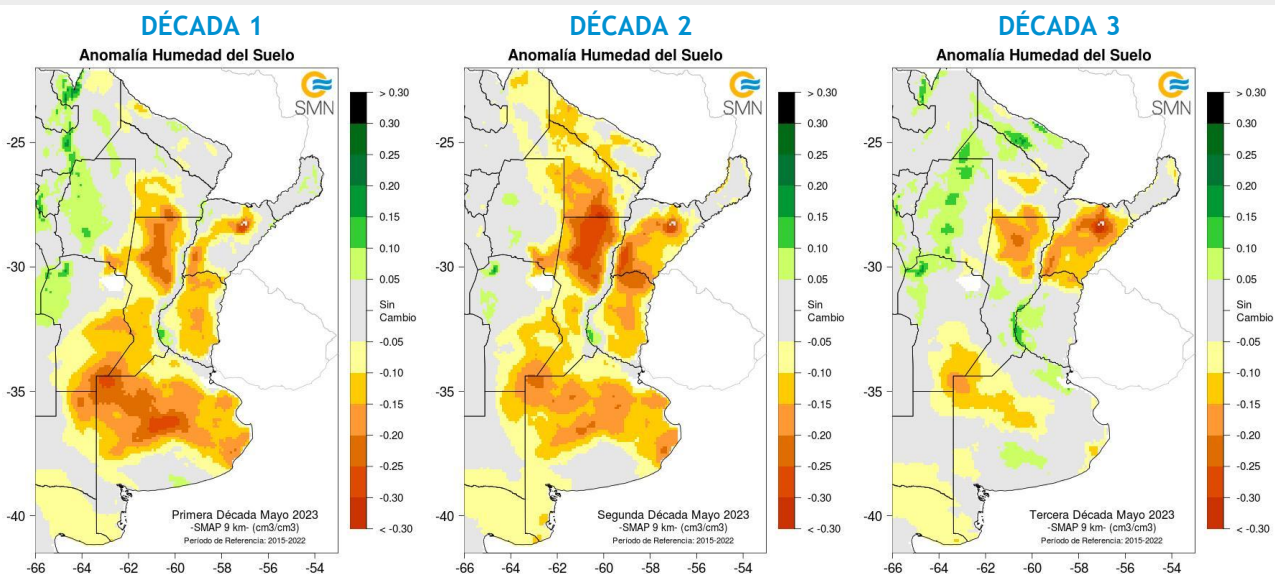 DÉCADA 1
Anomalía Humedad del Suelo
SMN
> 0.30
0.30
0.25
0.20
0.15
0.10
0.05
Sin
Cambio
-0.05
-0.10
-0.15
-0.20
-0.25
-0.30
< -0.30
-25
-30
-35
-40
Primera Década Mayo 2023
-SMAP 9 km- (cm3/cm3)
Período de Referencia: 2015-2022
-66 -64 -62 -60 -58 -56 -54
DÉCADA 2
Anomalía Humedad del Suelo
SMN
> 0.30
0.30
0.25
0.20
0.15
0.10
0.05
Sin
Cambio
-0.05
-0.10
-0.15
-0.20
-0.25
-0.30
< -0.30
-25
-30
-35
-40
Segunda Década Mayo 2023
-SMAP 9 km- (cm3/cm3)
Período de Referencia: 2015-2022
-66 -64 -62 -60 -58 -56 -54
DÉCADA 3
Anomalía Humedad del Suelo
SMN
> 0.30
0.30
0.25
0.20
0.15
0.10
0.05
Sin
Cambio
-0.05
-0.10
-0.15
-0.20
-0.25
-0.30
< -0.30
-25
-30
-35
-40
Tercera Década Mayo 2023
-SMAP 9 km- (cm3/cm3)
Período de Referencia: 2015-2022
-66 -64 -62 -60 -58 -56 -54